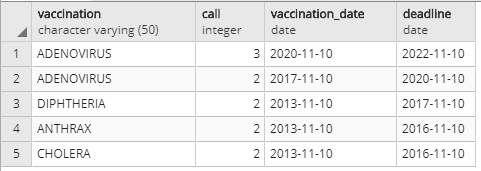 vaccination call vaccination_date deadline
character varying (50) integer date date
1 ADENOVIRUS 3 2020-11-10 2022-11-10
2 ADENOVIRUS 2 2017-11-10 2020-11-10
3 DIPHTHERIA 2 2013-11-10 2017-11-10
4 ANTHRAX 2 2013-11-10 2016-11-10
5 CHOLERA 2 2013-11-10 2016-11-10